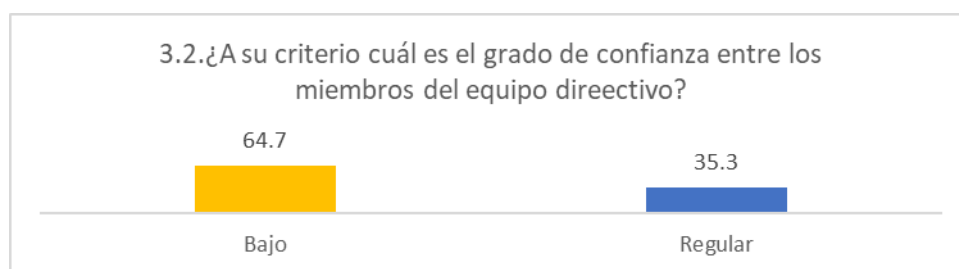 3.2.¿A su criterio cuál es el grado de confianza entre los
miembros del equipo direectivo?
64.7
35.3
Bajo
Regular